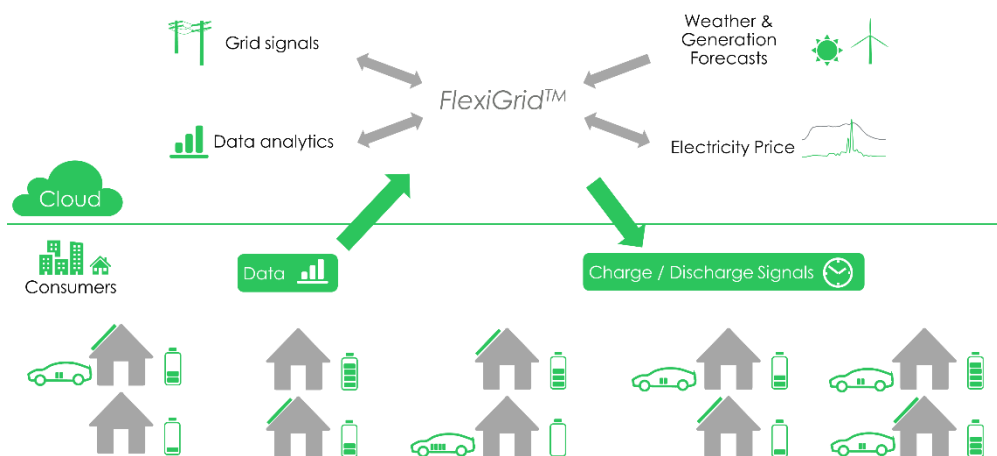 Grid signals
Weather &
Generation
Forecasts
FlexiGrid™
Data analytics
Electricity Price
Cloud
Consumers
Data
Charge / Discharge Signals